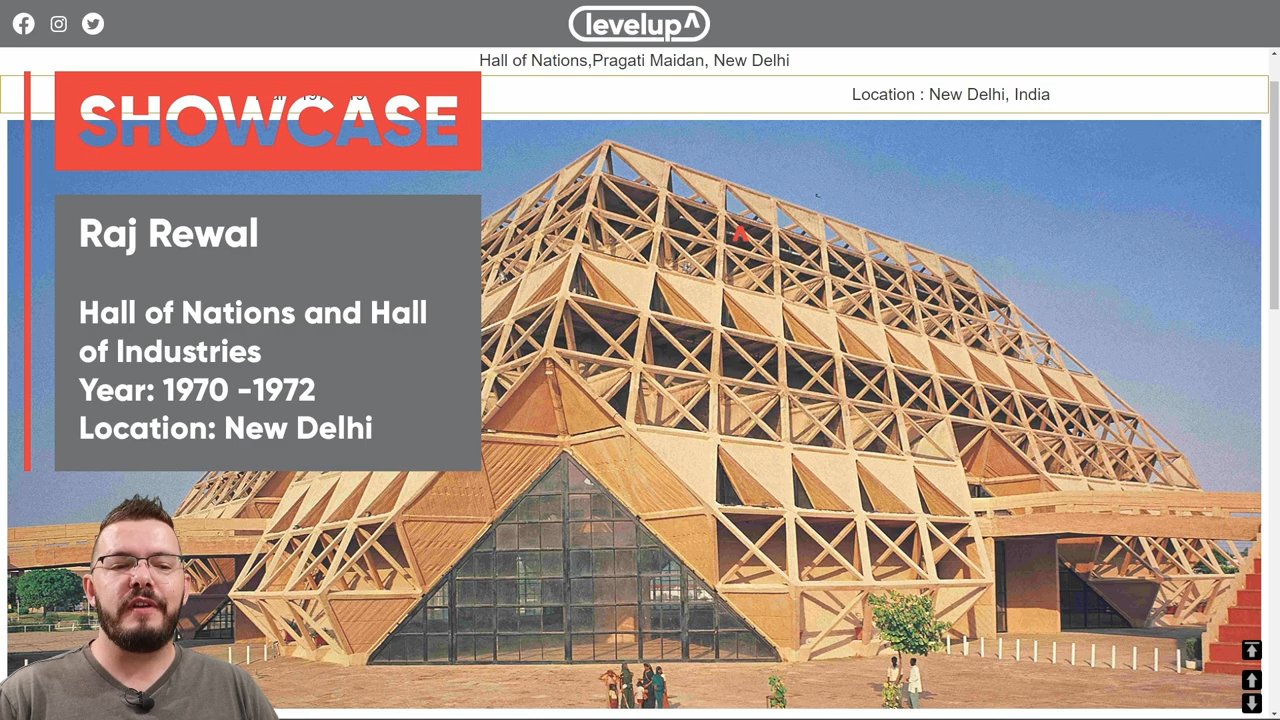 levelup^
Hall of Nations,Pragati Maidan, New Delhi
Location : New Delhi, India
SHOWCASE
Raj Rewal
Hall of Nations and Hall
of Industries
Year: 1970 -1972
Location: New Delhi